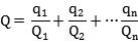 Q = q₁/Q₁ + q₂/Q₂ + ⋯ qₙ/Qₙ